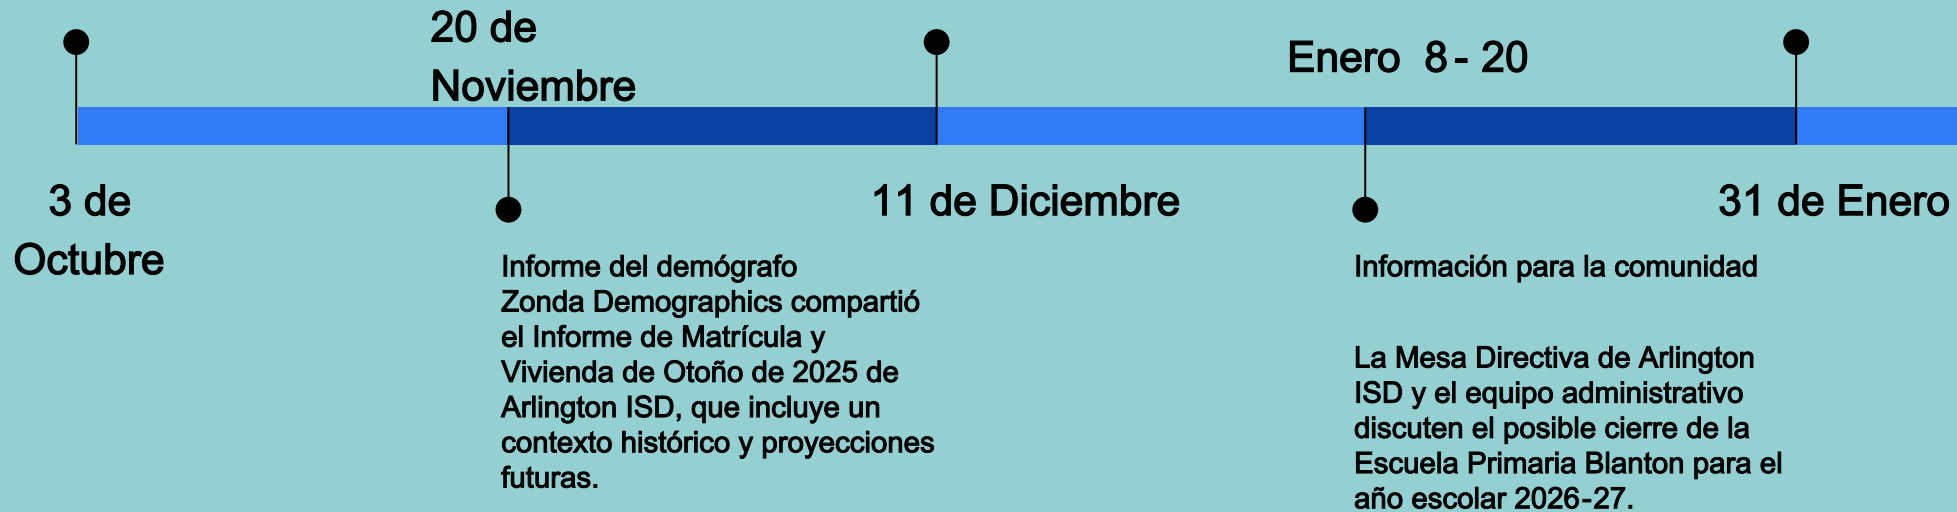 20 de
Noviembre
Enero 8 - 20
3 de
Octubre
11 de Diciembre
31 de Enero
Informe del demógrafo
Zonda Demographics compartió
el Informe de Matrícula y
Vivienda de Otoño de 2025 de
Arlington ISD, que incluye un
contexto histórico y proyecciones
futuras.
Información para la comunidad
La Mesa Directiva de Arlington
ISD y el equipo administrativo
discuten el posible cierre de la
Escuela Primaria Blanton para el
año escolar 2026-27.